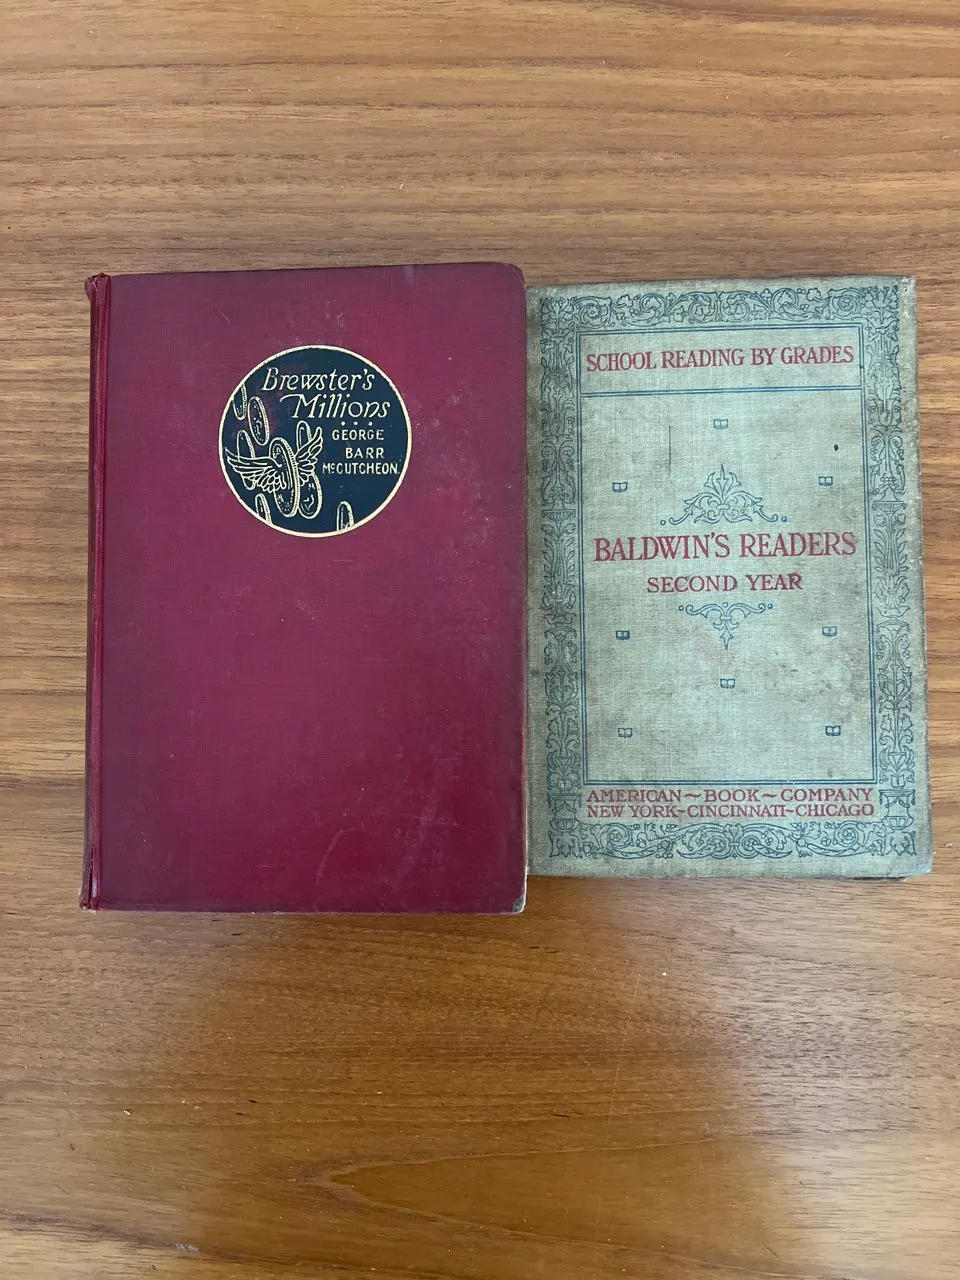 Brewster's
Millions
GEORGE
BARR
McCUTCHEON.
SCHOOL READING BY GRADES
BALDWIN'S READERS
SECOND YEAR
AMERICAN~BOOK~COMPANY
NEW YORK~CINCINNATI~CHICAGO